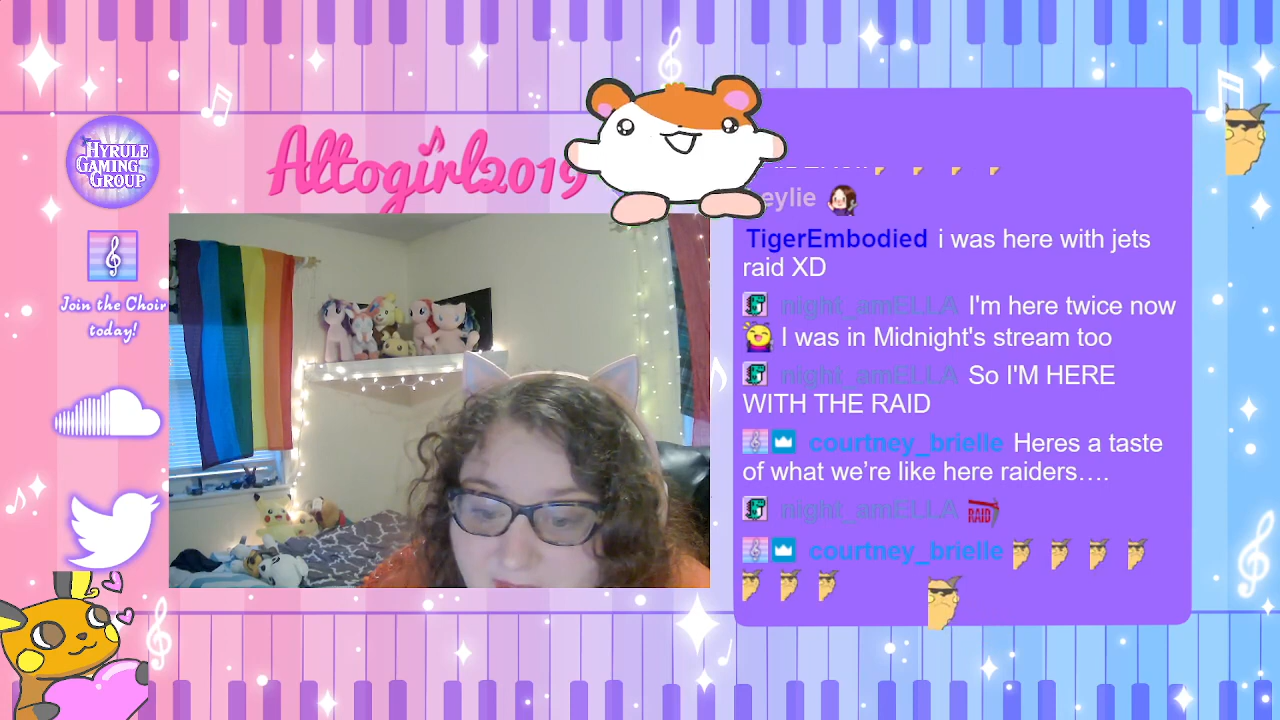 HYRULE
GAMING
GROUP
Join the Choir
today!
Altogirl2019
eylie
TigerEmbodied i was here with jets
raid XD
night_amELLA I'm here twice now
I was in Midnight's stream too
night_amELLA So I'M HERE
WITH THE RAID
courtney_brielle Heres a taste
of what we're like here raiders....
night_amELLA RAID
courtney_brielle